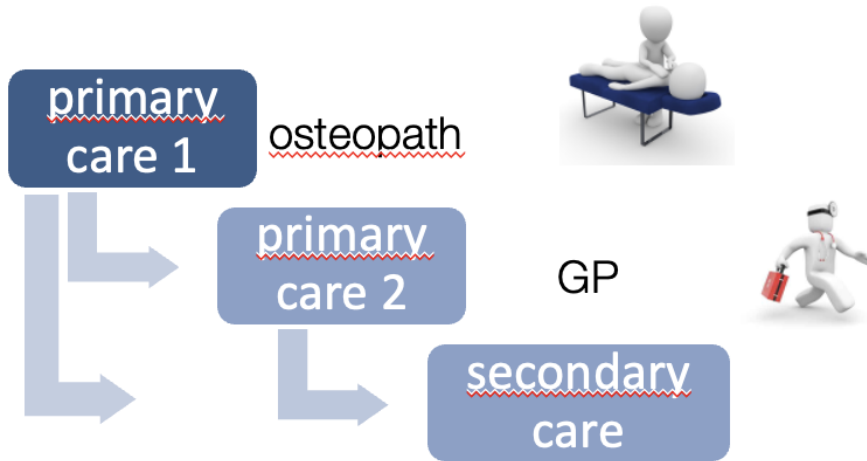 primary
care 1
osteopath
primary
care 2
GP
secondary
care